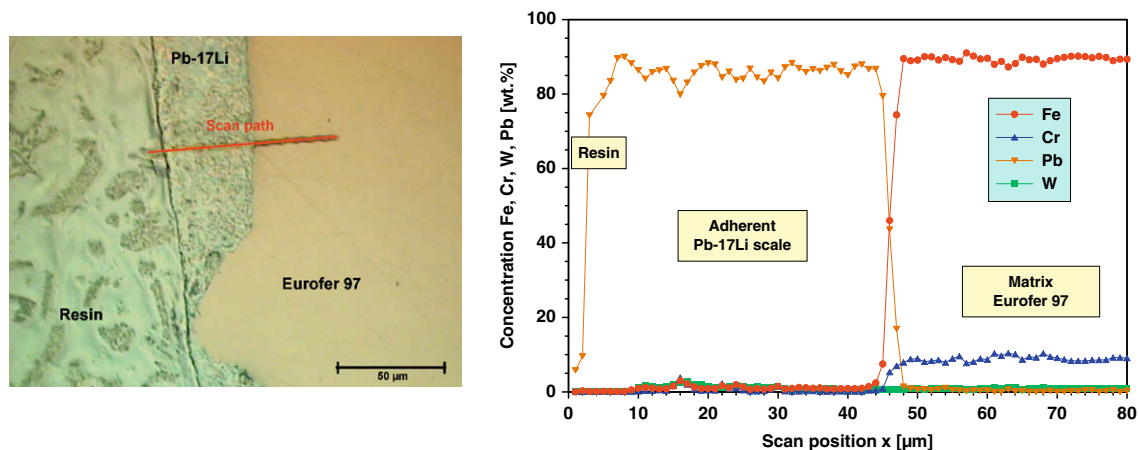 Pb-17Li
Scan path
Eurofer 97
Resin
50 µm
Concentration Fe, Cr, W, Pb [wt.%]
100
80
60
40
20
0
Resin
Adherent
Pb-17Li scale
Fe
Cr
Pb
W
Matrix
Eurofer 97
0 10 20 30 40 50 60 70 80
Scan position x [µm]